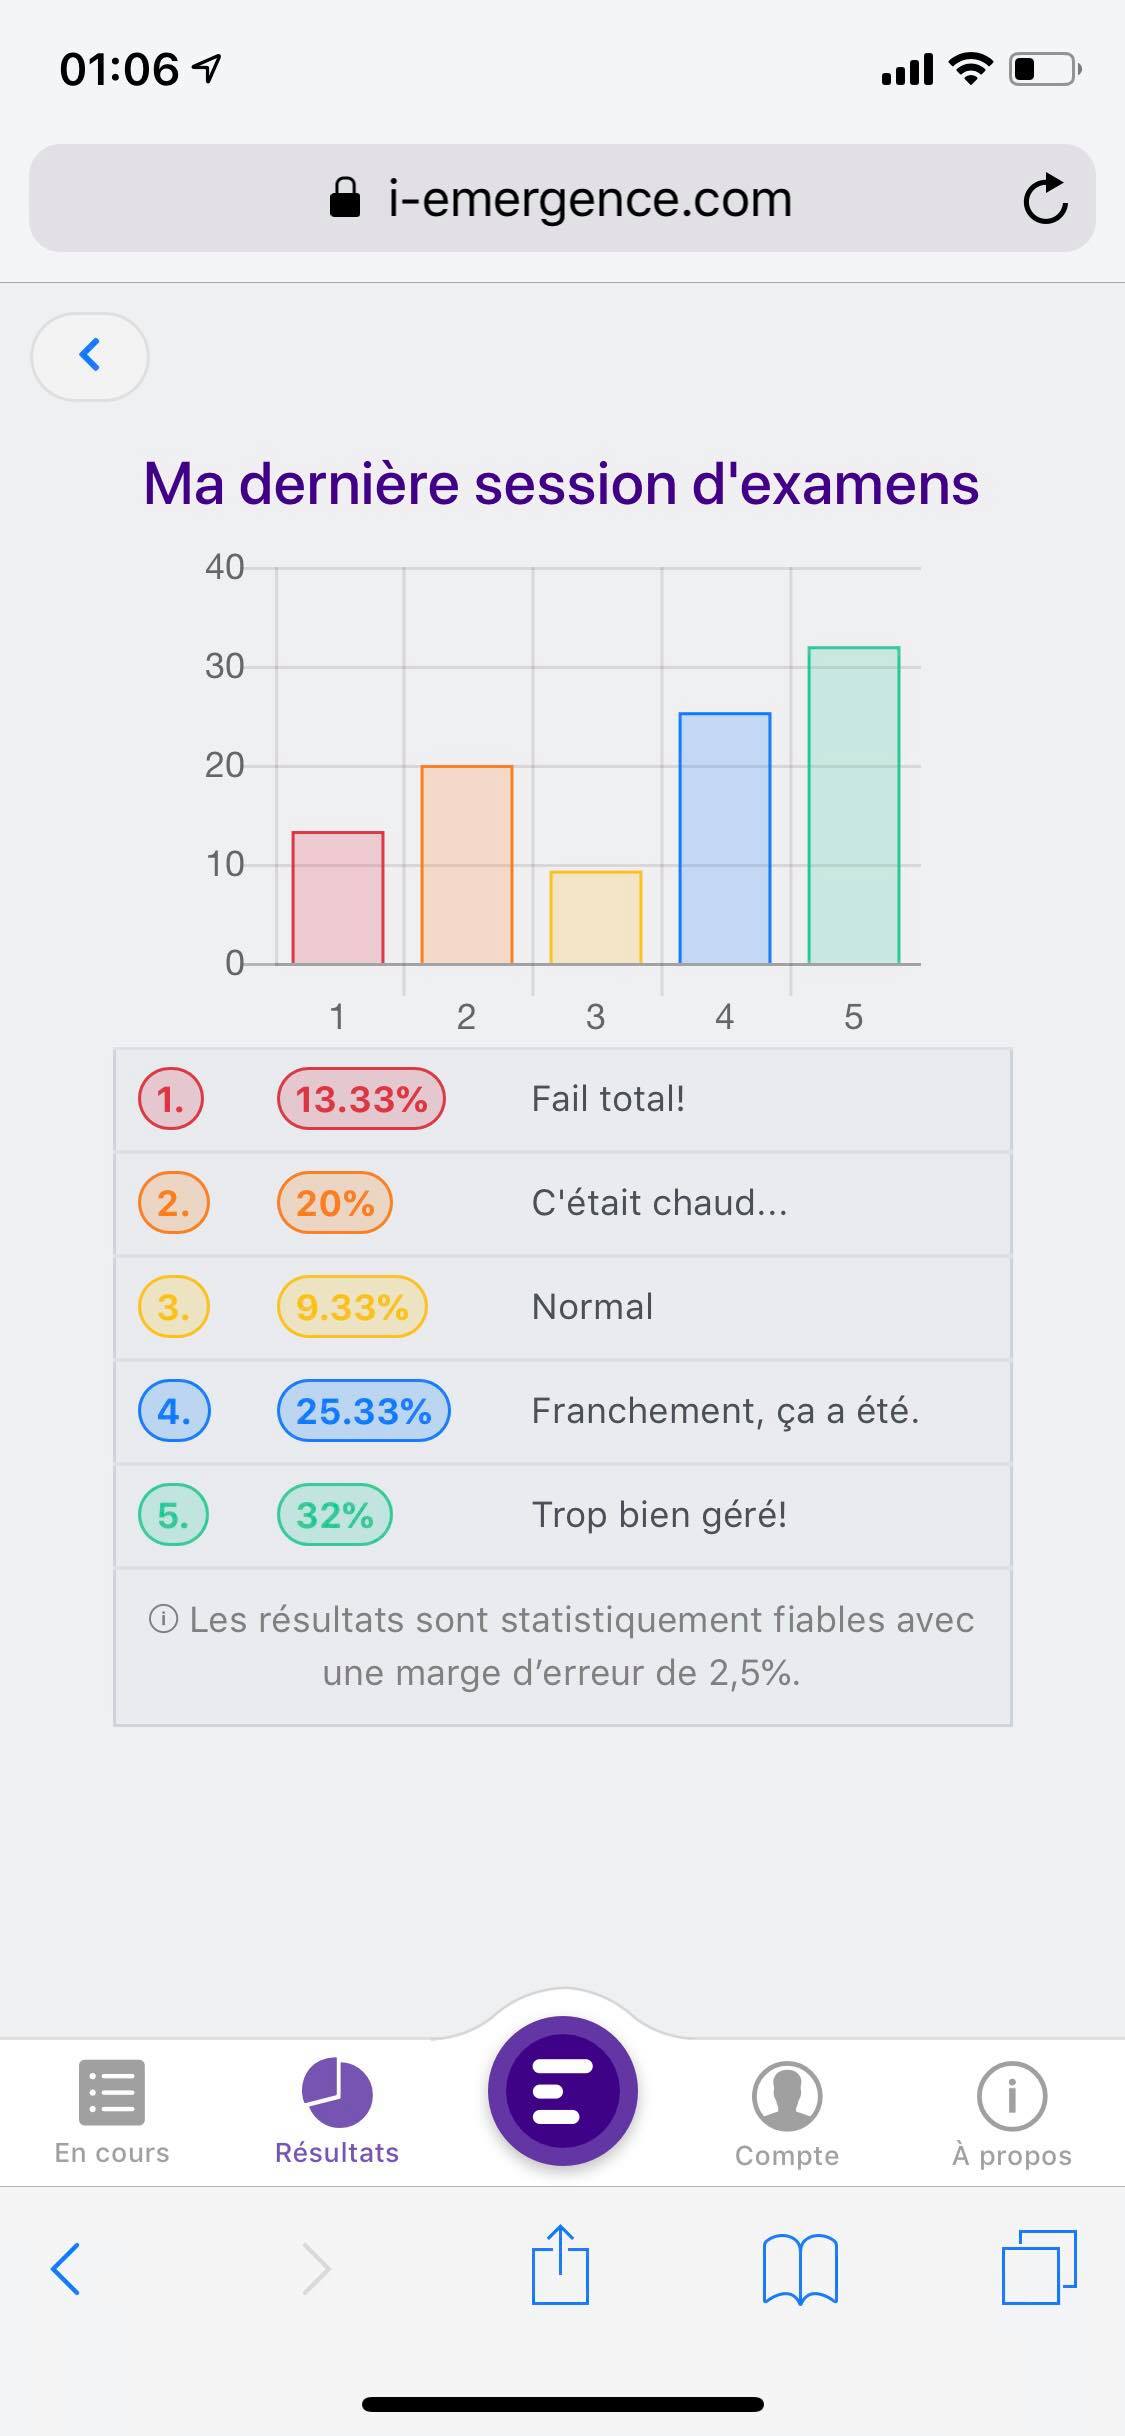 01:06
i-emergence.com
Ma dernière session d'examens
40
30
20
10
0
1 2 3 4 5
1. 13.33% Fail total!
2. 20% C'était chaud...
3. 9.33% Normal
4. 25.33% Franchement, ça a été.
5. 32% Trop bien géré!
Les résultats sont statistiquement fiables avec
une marge d’erreur de 2,5%.
En cours Résultats Compte À propos